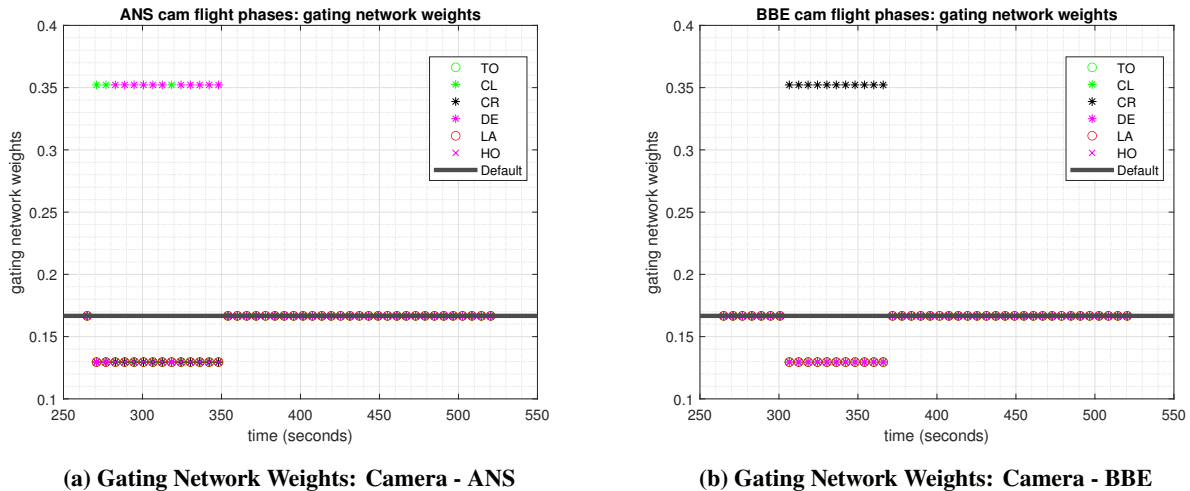 ANS cam flight phases: gating network weights
0.4
0.35
0.3
0.25
0.2
0.15
0.1
gating network weights
TO
CL
CR
DE
LA
HO
Default
250 300 350 400 450 500 550
time (seconds)
(a) Gating Network Weights: Camera - ANS
BBE cam flight phases: gating network weights
0.4
0.35
0.3
0.25
0.2
0.15
0.1
gating network weights
TO
CL
CR
DE
LA
HO
Default
250 300 350 400 450 500 550
time (seconds)
(b) Gating Network Weights: Camera - BBE